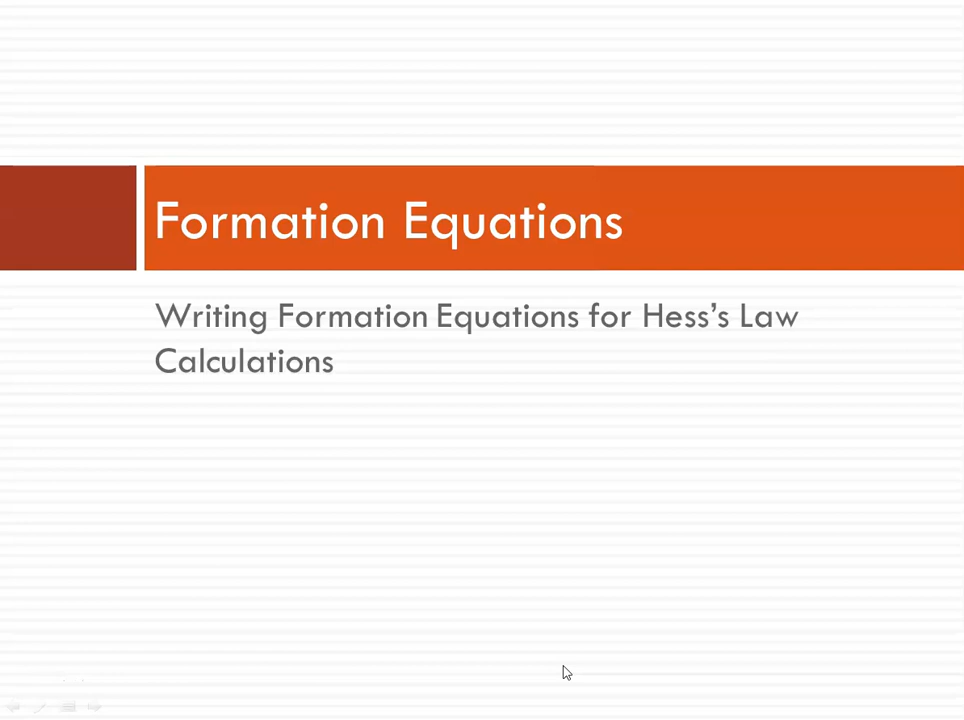 Formation Equations
Writing Formation Equations for Hess’s Law
Calculations